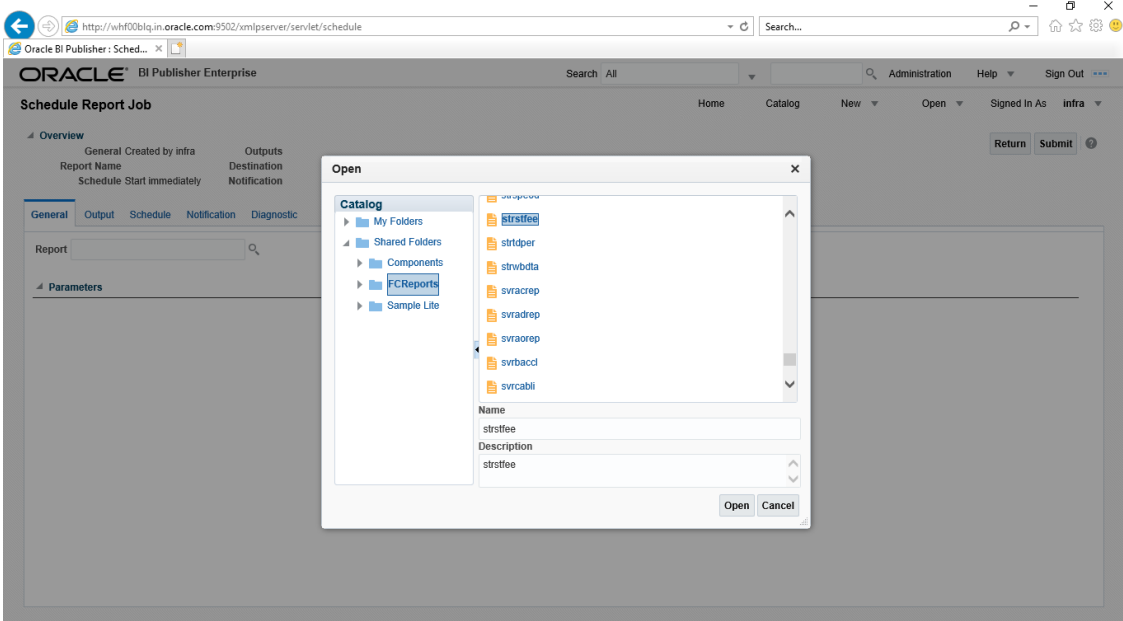 http://whf00blq.in.oracle.com:9502/xmlpserver/servlet/schedule
Search...
Oracle BI Publisher : Sched...
ORACLE BI Publisher Enterprise
Search All
Administration Help Sign Out
Schedule Report Job
Home Catalog New Open Signed In As infra
Overview
General Created by infra Outputs
Report Name Destination
Schedule Start immediately Notification
Return Submit
General Output Schedule Notification Diagnostic
Report
Parameters
Open
Catalog
My Folders
Shared Folders
Components
FCReports
Sample Lite
strstfee
strtdper
strwbdta
svracrep
svradrep
svraorep
svrbaccl
svrcabli
Name
strstfee
Description
strstfee
Open Cancel